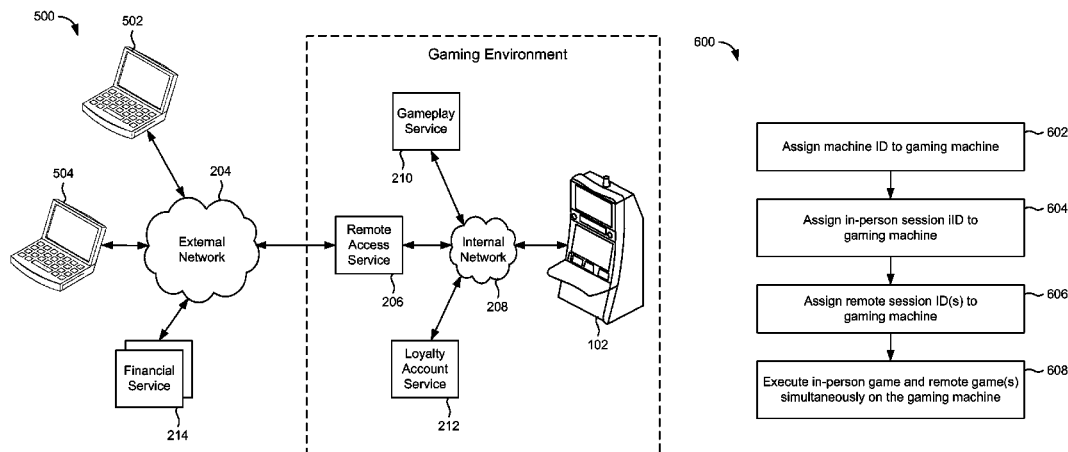 500
502
504
204
External
Network
Financial
Service
214
Gaming Environment
Gameplay
Service
210
Remote
Access
Service
206
Internal
Network
208
102
Loyalty
Account
Service
212
600
Assign machine ID to gaming machine
602
Assign in-person session iID to
gaming machine
604
Assign remote session ID(s) to
gaming machine
606
Execute in-person game and remote game(s)
simultaneously on the gaming machine
608